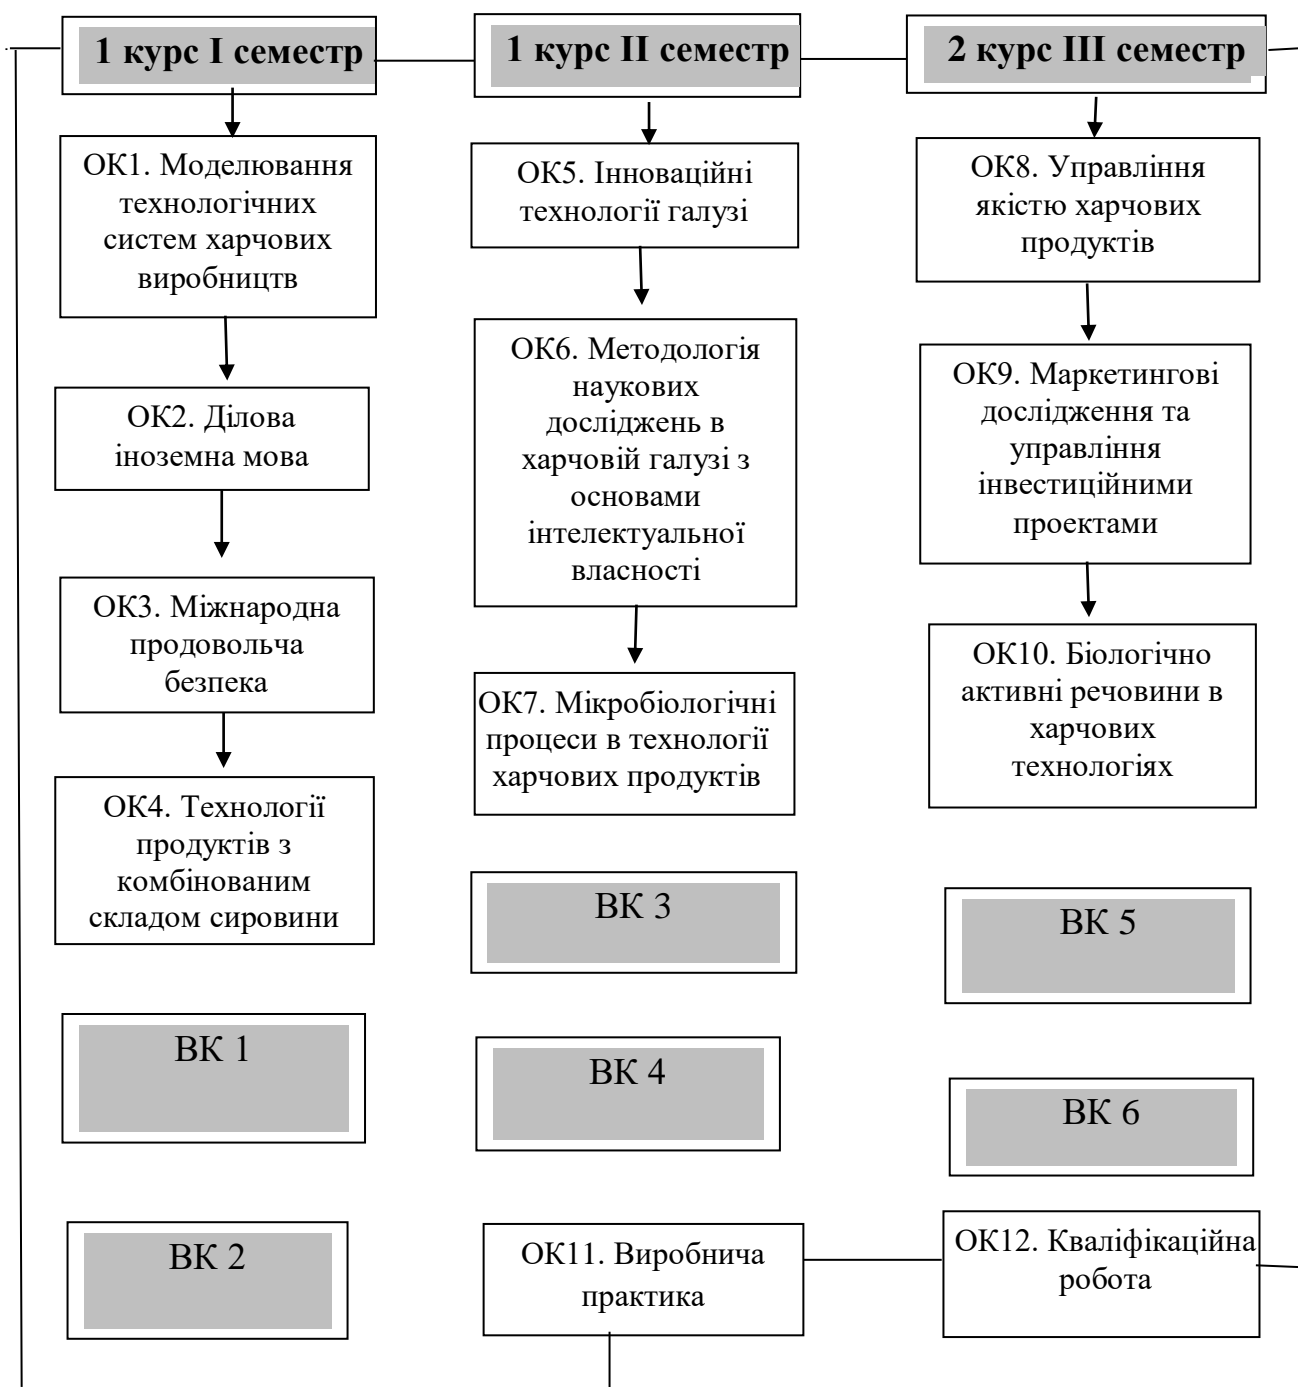 1 курс І семестр
ОК1. Моделювання
технологічних
систем харчових
виробництв
ОК2. Ділова
іноземна мова
ОК3. Міжнародна
продовольча
безпека
ОК4. Технології
продуктів з
комбінованим
складом сировини
ВК 1
ВК 2
1 курс ІІ семестр
ОК5. Інноваційні
технології галузі
ОК6. Методологія
наукових
досліджень в
харчовій галузі з
основами
інтелектуальної
власності
ОК7. Мікробіологічні
процеси в технології
харчових продуктів
ВК 3
ВК 4
ОК11. Виробнича
практика
2 курс ІІІ семестр
ОК8. Управління
якістю харчових
продуктів
ОК9. Маркетингові
дослідження та
управління
інвестиційними
проектами
ОК10. Біологічно
активні речовини в
харчових
технологіях
ВК 5
ВК 6
ОК12. Кваліфікаційна
робота